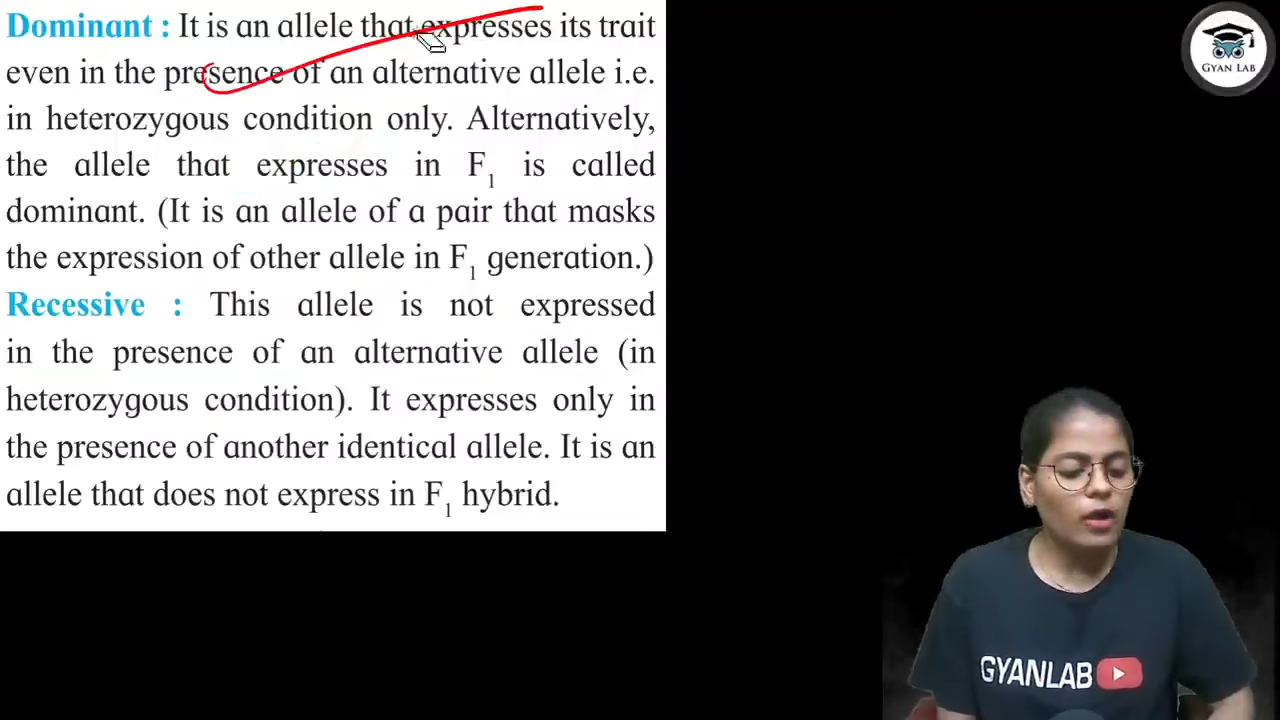 Dominant : It is an allele that expresses its trait
even in the presence of an alternative allele i.e.
in heterozygous condition only. Alternatively,
the allele that expresses in F₁ is called
dominant. (It is an allele of a pair that masks
the expression of other allele in F₁ generation.)
Recessive : This allele is not expressed
in the presence of an alternative allele (in
heterozygous condition). It expresses only in
the presence of another identical allele. It is an
allele that does not express in F₁ hybrid.
GYAN LAB
GYANLAB